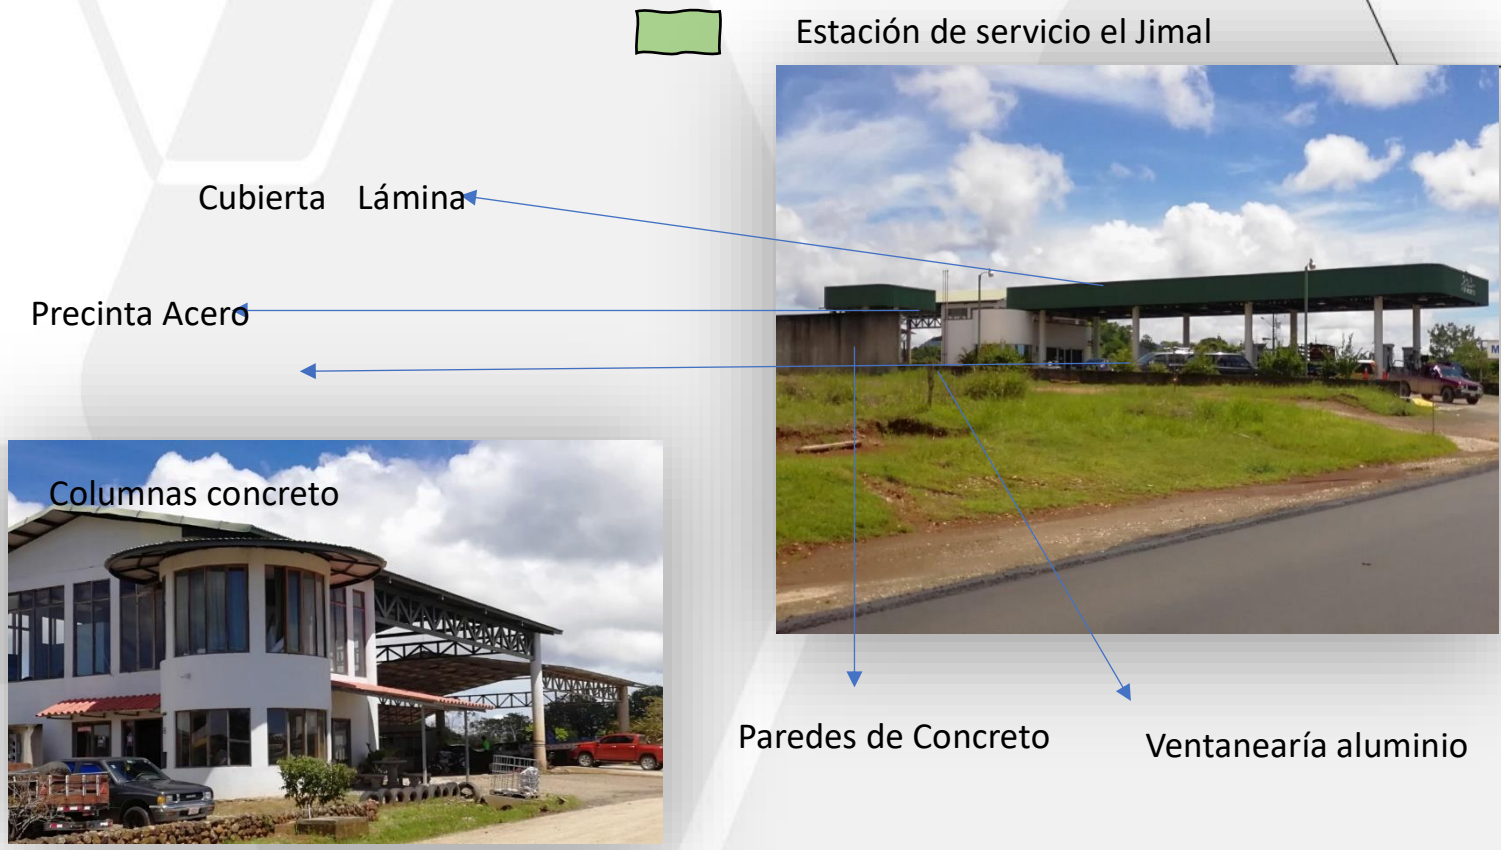 Estación de servicio el Jimal
Cubierta Lámina
Precinta Acero
Columnas concreto
Paredes de Concreto
Ventanearía aluminio
M